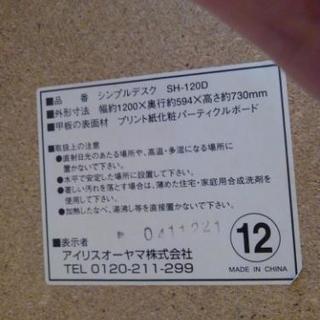 ■品　　番　シンプルデスク　SH-120D
■外形寸法　幅約1200×奥行約594×高さ約730mm
■甲板の表面材　プリント紙化粧パーティクルボード
■取扱上の注意
●直射日光のあたる場所や、高温・多湿になる場所に
置かないで下さい。
●水平で安定した場所に設置して下さい。
●著しい汚れを落とす場合は、薄めた住宅・家庭用合成洗剤を
使用して下さい。
●加熱したなべ、湯沸し等を直接置かないで下さい。
0411221
■表示者
アイリスオーヤマ株式会社
TEL 0120-211-299
12
MADE IN CHINA